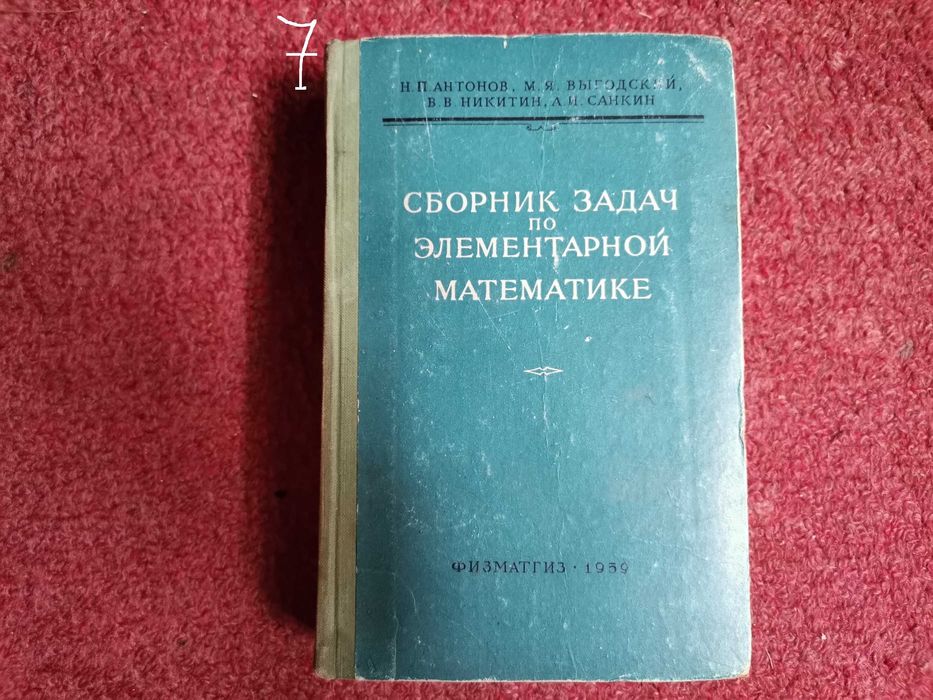 7
Н.П.АНТОНОВ, М.Я.ВЫГОДСКИЙ,
В.В.НИКИТИН, А.И.САНКИН
СБОРНИК ЗАДАЧ
ПО
ЭЛЕМЕНТАРНОЙ
МАТЕМАТИКЕ
ФИЗМАТГИЗ · 1959